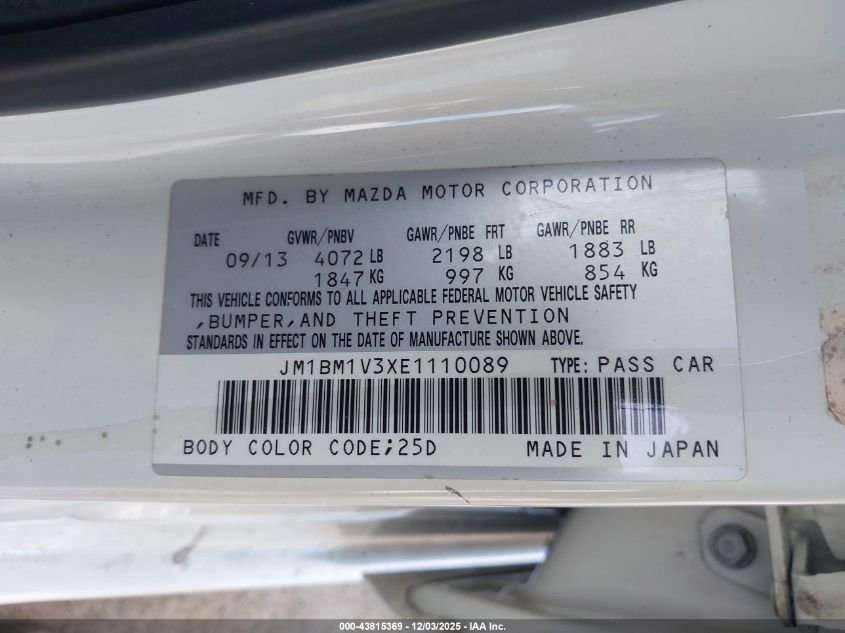 MFD. BY MAZDA MOTOR CORPORATION
DATE GVWR/PNBV GAWR/PNBE FRT GAWR/PNBE RR
09/13 4072 LB 2198 LB 1883 LB
1847 KG 997 KG 854 KG
THIS VEHICLE CONFORMS TO ALL APPLICABLE FEDERAL MOTOR VEHICLE SAFETY
,BUMPER,AND THEFT PREVENTION
STANDARDS IN EFFECT ON THE DATE OF MANUFACTURE SHOWN ABOVE.
JM1BM1V3XE1110089 TYPE: PASS CAR
BODY COLOR CODE;25D MADE IN JAPAN
000-43815369 - 12/03/2025 - IAA Inc.